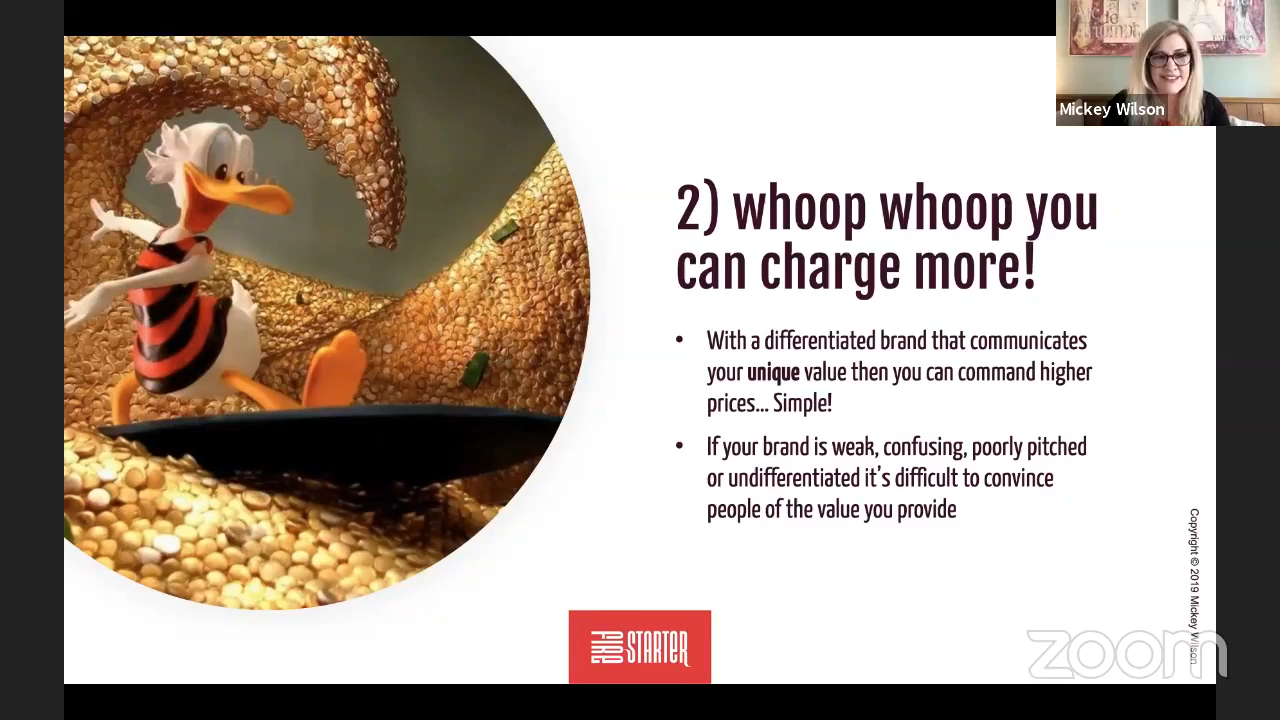 Mickey Wilson
2) whoop whoop you
can charge more!
• With a differentiated brand that communicates
your unique value then you can command higher
prices... Simple!
• If your brand is weak, confusing, poorly pitched
or undifferentiated it's difficult to convince
people of the value you provide
Copyright © 2019 Mickey Wilson
FIRE STARTER
zoom